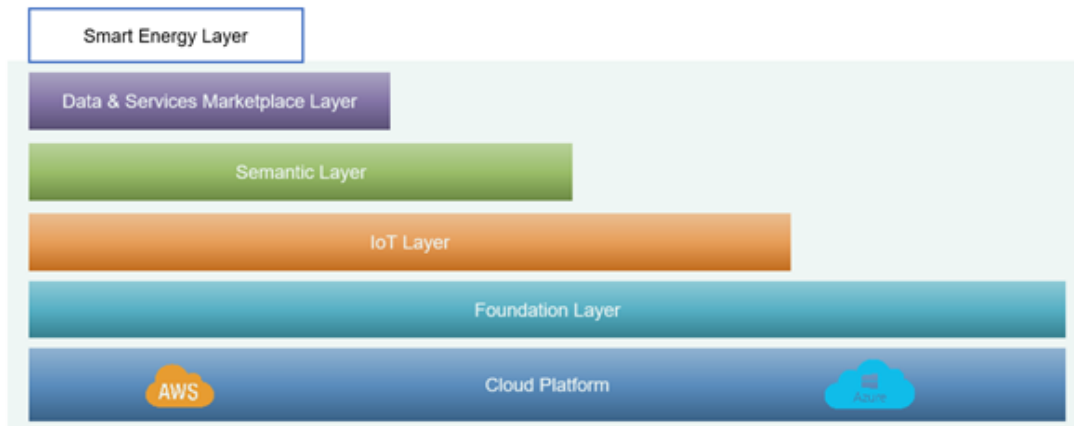 Smart Energy Layer
Data & Services Marketplace Layer
Semantic Layer
IoT Layer
Foundation Layer
AWS
Cloud Platform
Azure